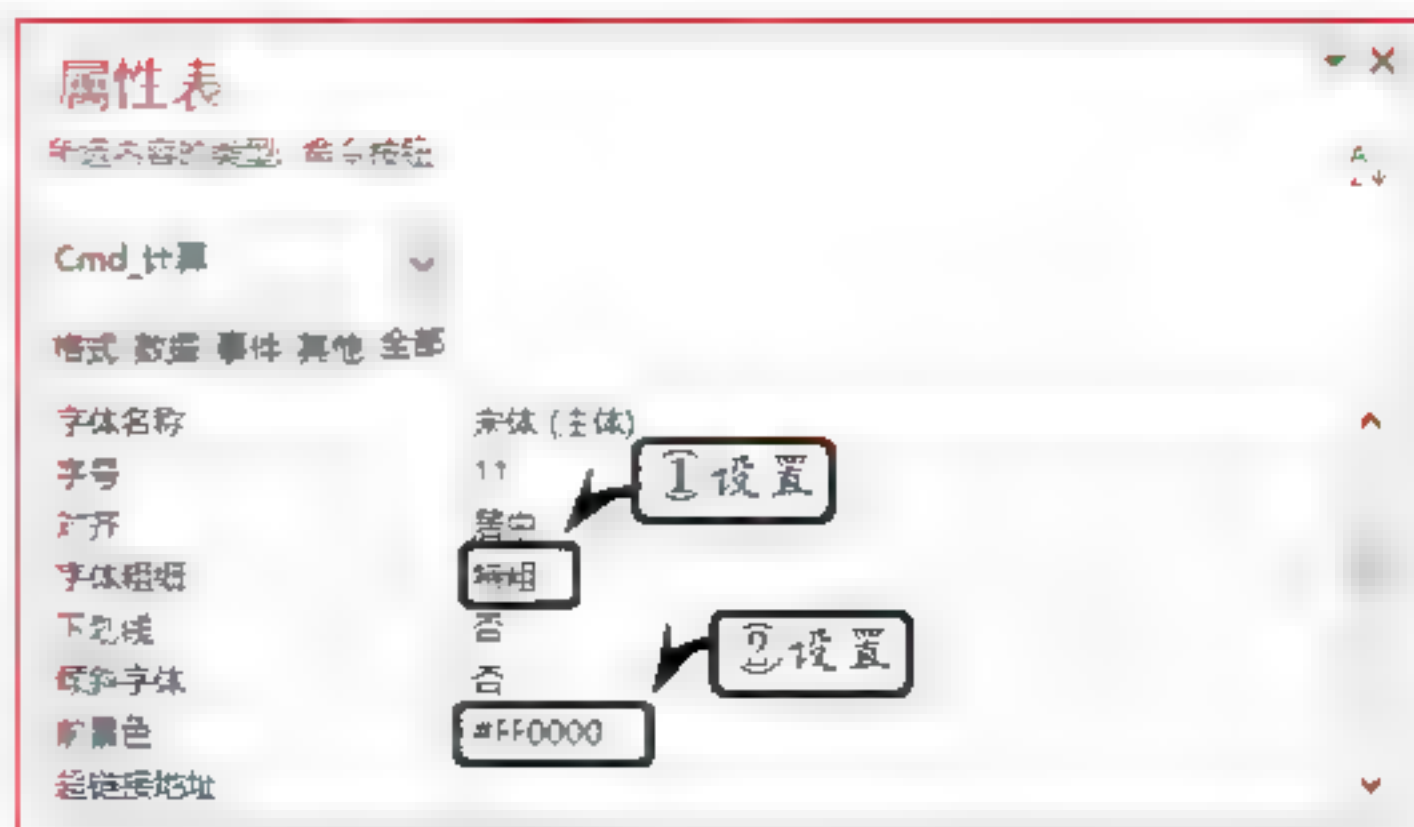 属性表
所选内容的类型: 命令按钮
Cmd_计算
格式 数据 事件 其他 全部
字体名称 宋体 (主体)
字号 11
①设置
对齐 居中
字体粗细
下划线 否
②设置
倾斜字体 否
前景色 #FF0000
超链接地址